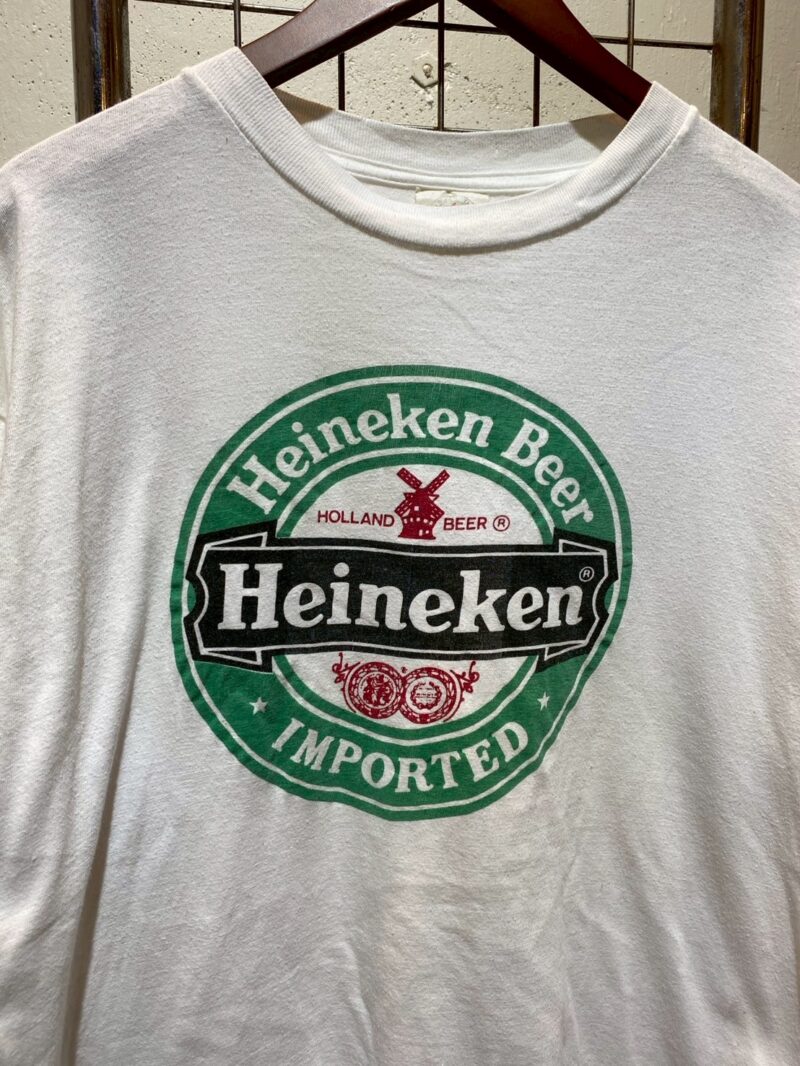 Heineken Beer
HOLLAND BEER ®
Heineken®
IMPORTED